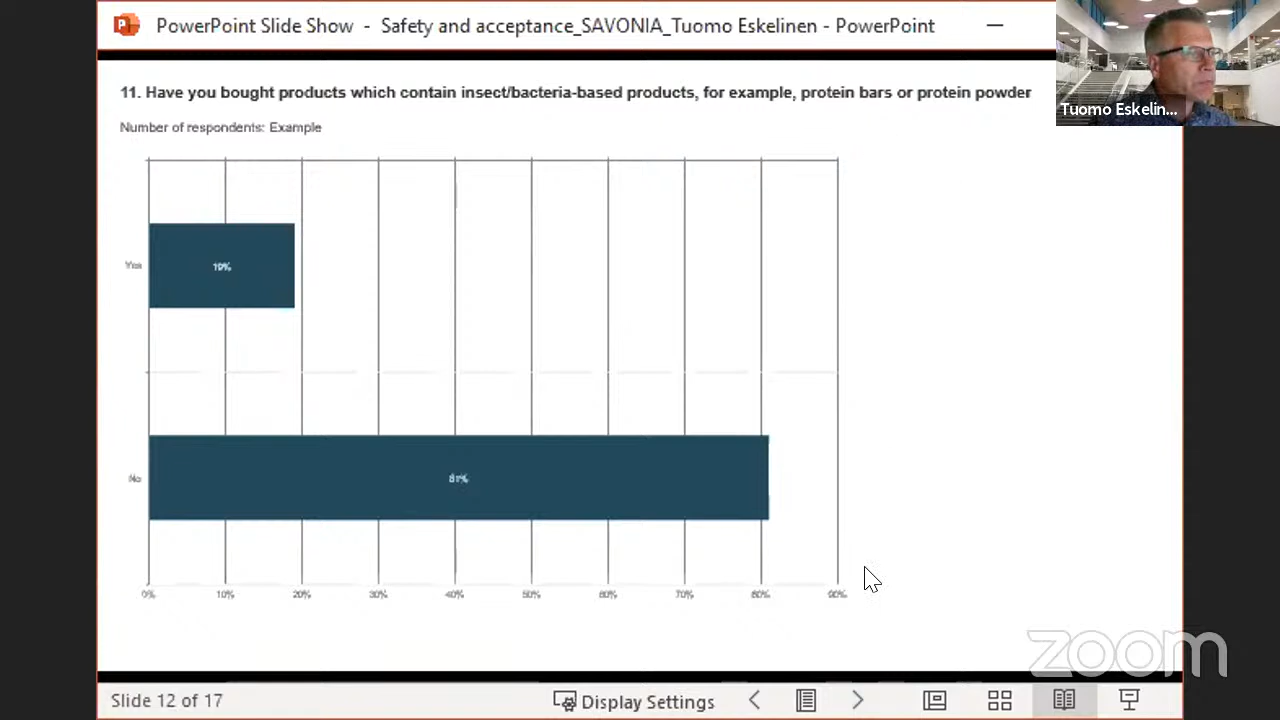 PowerPoint Slide Show - Safety and acceptance_SAVONIA_Tuomo Eskelinen - PowerPoint
Tuomo Eskelin...
11. Have you bought products which contain insect/bacteria-based products, for example, protein bars or protein powder
Number of respondents: Example
Yes
19%
No
81%
0% 10% 20% 30% 40% 50% 60% 70% 80% 90%
zoom
Slide 12 of 17
Display Settings